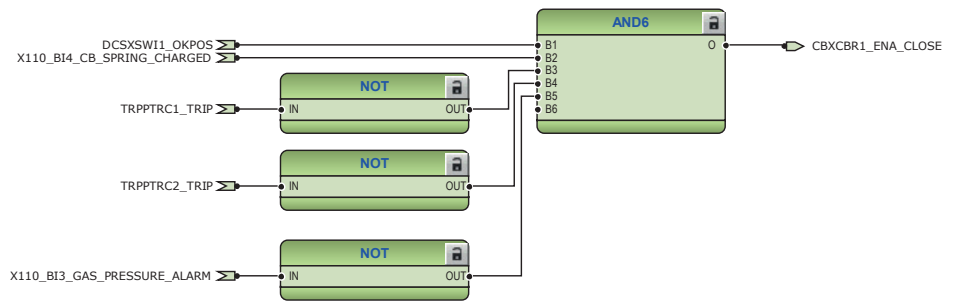 AND6
DCSXSWI1_OKPOS
B1
O
CBXCBR1_ENA_CLOSE
X110_BI4_CB_SPRING_CHARGED
B2
B3
B4
B5
B6
NOT
TRPPTRC1_TRIP
IN
OUT
NOT
TRPPTRC2_TRIP
IN
OUT
NOT
X110_BI3_GAS_PRESSURE_ALARM
IN
OUT